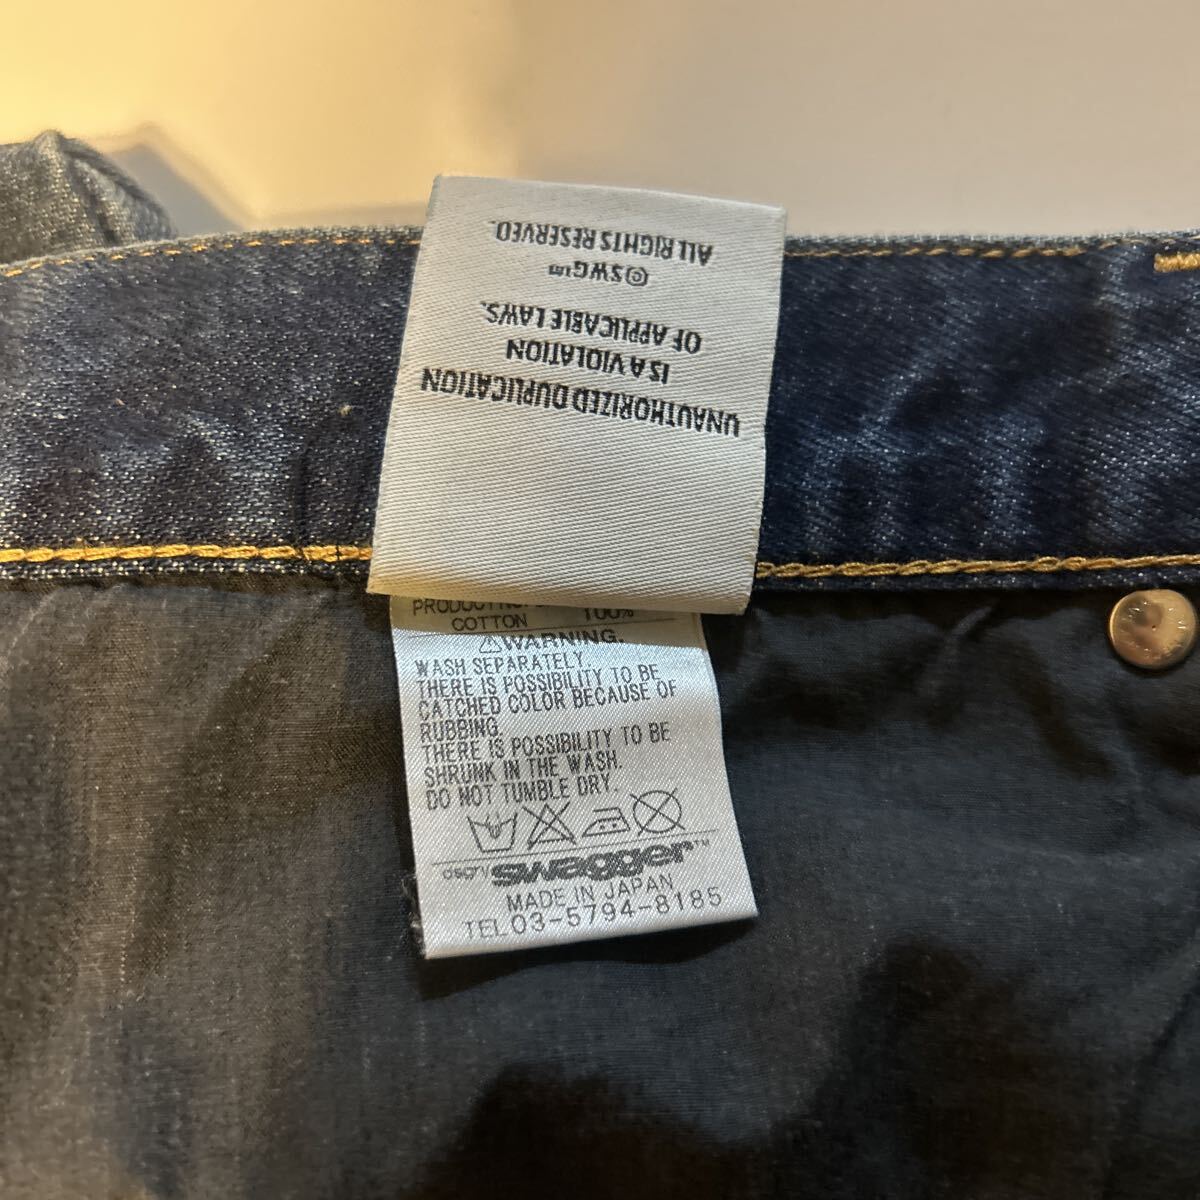 UNAUTHORIZED DUPLICATION
IS A VIOLATION
OF APPLICABLE LAWS.
©SWG™
ALL RIGHTS RESERVED.
COTTON 100%
⚠WARNING.
WASH SEPARATELY.
THERE IS POSSIBILITY TO BE
CATCHED COLOR BECAUSE OF
RUBBING.
THERE IS POSSIBILITY TO BE
SHRUNK IN THE WASH.
DO NOT TUMBLE DRY.
swagger™
MADE IN JAPAN
TEL03-5794-8185